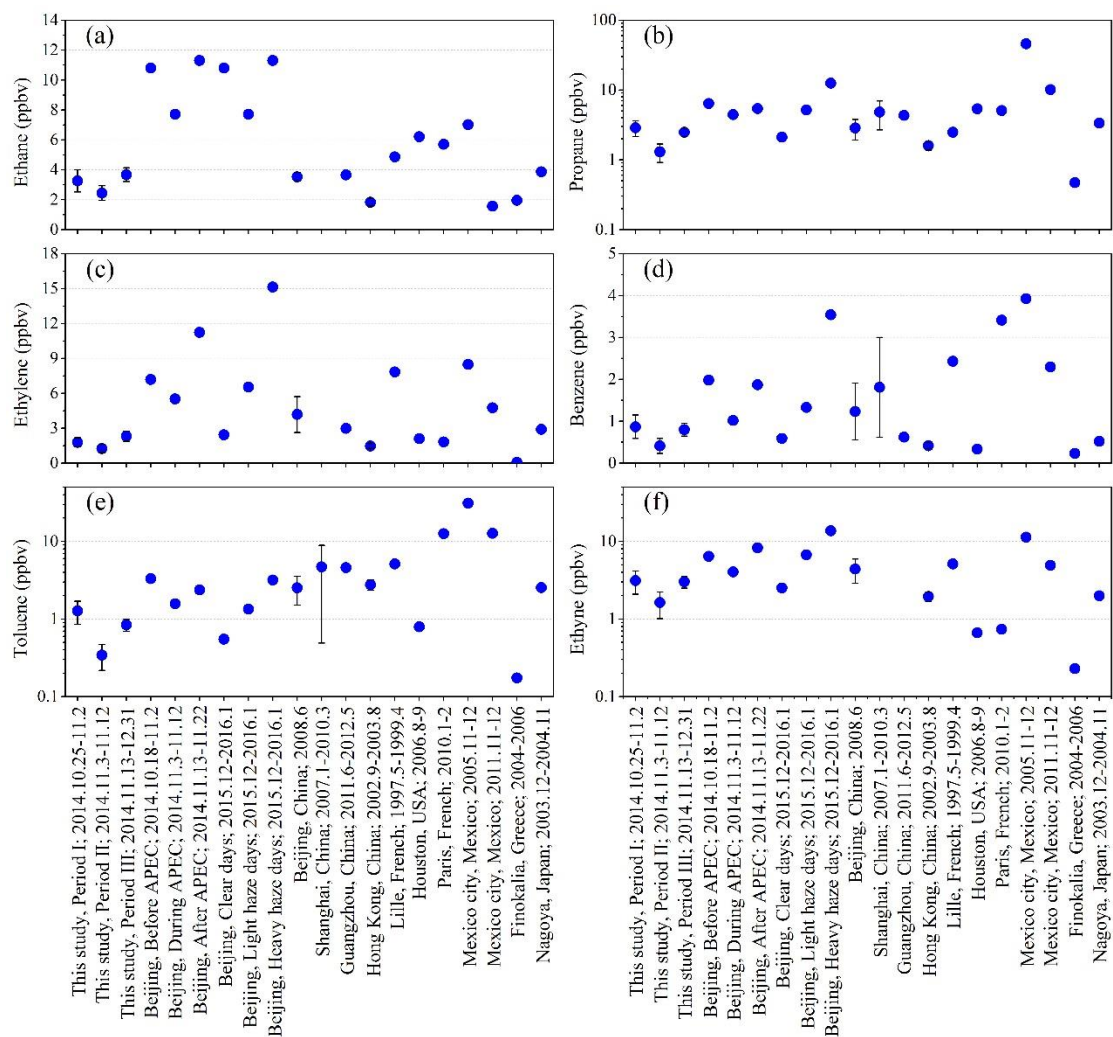 (a)
Ethane (ppbv)
14
12
10
8
6
4
2
0
(b)
Propane (ppbv)
100
10
1
0.1
(c)
Ethylene (ppbv)
18
15
12
9
6
3
0
(d)
Benzene (ppbv)
5
4
3
2
1
0
(e)
Toluene (ppbv)
10
1
0.1
(f)
Ethyne (ppbv)
10
1
0.1
This study, Period I; 2014.10.25-11.2
This study, Period II; 2014.11.3-11.12
This study, Period III; 2014.11.13-12.31
Beijing, Before APEC; 2014.10.18-11.2
Beijing, During APEC; 2014.11.3-11.12
Beijing, After APEC; 2014.11.13-11.22
Beijing, Clear days; 2015.12-2016.1
Beijing, Light haze days; 2015.12-2016.1
Beijing, Heavy haze days; 2015.12-2016.1
Beijing, China; 2008.6
Shanghai, China; 2007.1-2010.3
Guangzhou, China; 2011.6-2012.5
Hong Kong, China; 2002.9-2003.8
Lille, French; 1997.5-1999.4
Houston, USA; 2006.8-9
Paris, French; 2010.1-2
Mexico city, Mexico; 2005.11-12
Mexico city, Mexico; 2011.11-12
Finokalia, Greece; 2004-2006
Nagoya, Japan; 2003.12-2004.11
This study, Period I; 2014.10.25-11.2
This study, Period II; 2014.11.3-11.12
This study, Period III; 2014.11.13-12.31
Beijing, Before APEC; 2014.10.18-11.2
Beijing, During APEC; 2014.11.3-11.12
Beijing, After APEC; 2014.11.13-11.22
Beijing, Clear days; 2015.12-2016.1
Beijing, Light haze days; 2015.12-2016.1
Beijing, Heavy haze days; 2015.12-2016.1
Beijing, China; 2008.6
Shanghai, China; 2007.1-2010.3
Guangzhou, China; 2011.6-2012.5
Hong Kong, China; 2002.9-2003.8
Lille, French; 1997.5-1999.4
Houston, USA; 2006.8-9
Paris, French; 2010.1-2
Mexico city, Mexico; 2005.11-12
Mexico city, Mexico; 2011.11-12
Finokalia, Greece; 2004-2006
Nagoya, Japan; 2003.12-2004.11